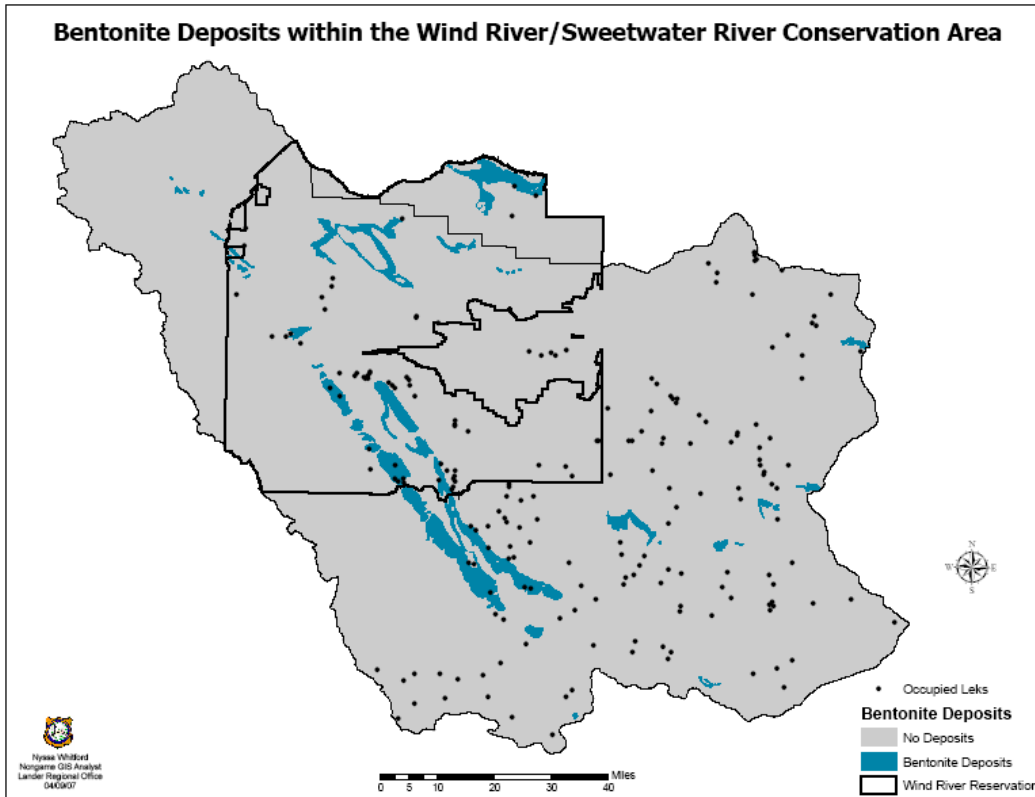 Bentonite Deposits within the Wind River/Sweetwater River Conservation Area
N
W E
S
Occupied Leks
Bentonite Deposits
No Deposits
Bentonite Deposits
Wind River Reservation
Nyssa Whitford
Nongame GIS Analyst
Lander Regional Office
04/09/07
Miles
0 5 10 20 30 40